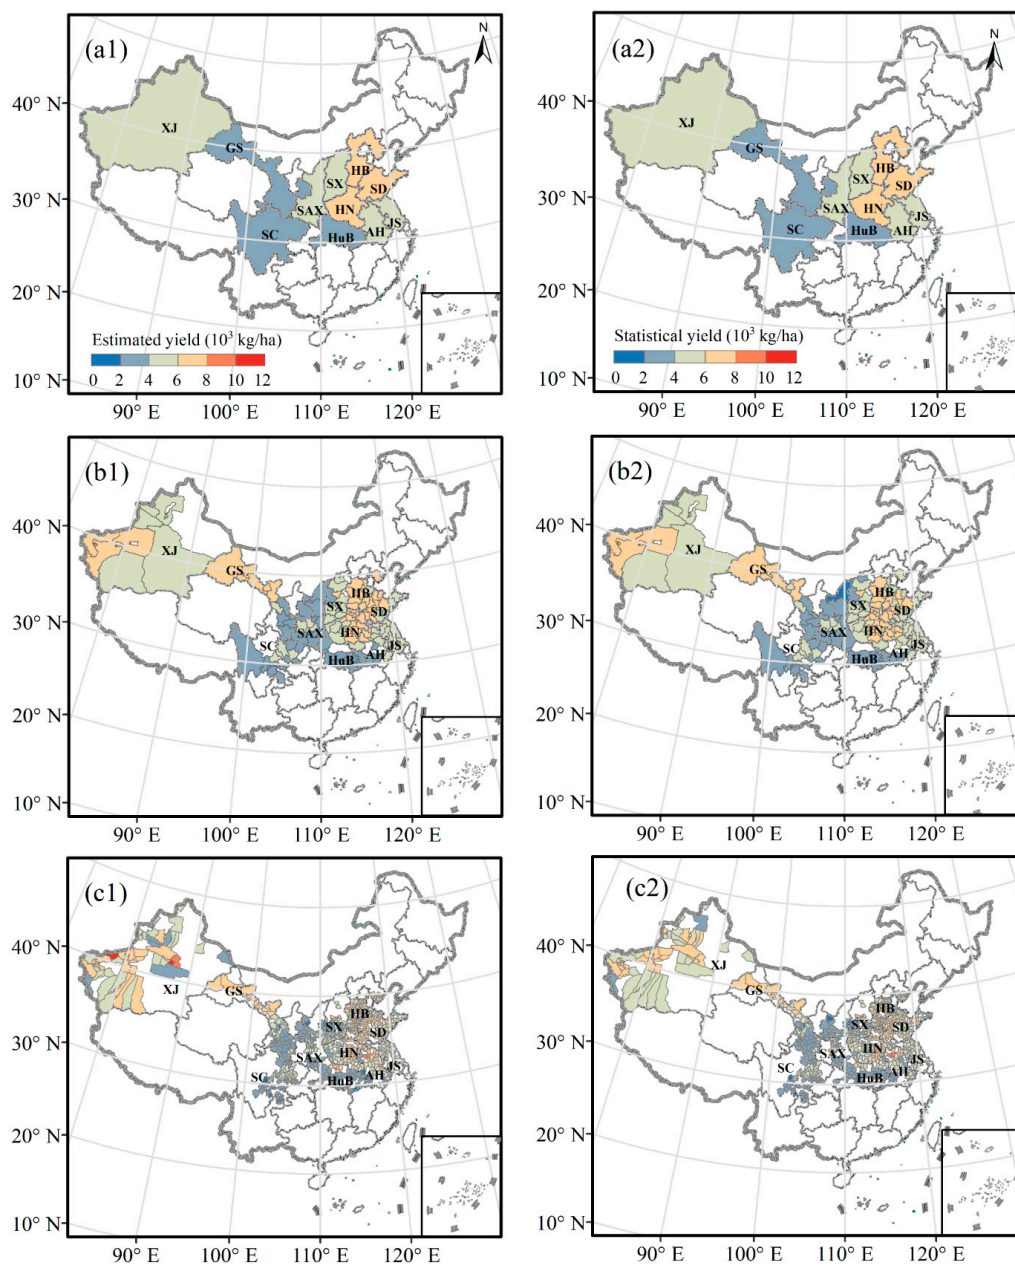 (a1)
N
40° N
30° N
20° N
10° N
XJ
GS
HB
SX
SD
SAX
HN
JS
AH
SC
HuB
Estimated yield (10³ kg/ha)
0 2 4 6 8 10 12
90° E 100° E 110° E 120° E
(a2)
N
40° N
30° N
20° N
10° N
XJ
GS
HB
SX
SD
SAX
HN
JS
AH
SC
HuB
Statistical yield (10³ kg/ha)
0 2 4 6 8 10 12
90° E 100° E 110° E 120° E
(b1)
40° N
30° N
20° N
10° N
XJ
GS
HB
SX
SD
SAX
HN
JS
SC
AH
HuB
90° E 100° E 110° E 120° E
(b2)
40° N
30° N
20° N
10° N
XJ
GS
HB
SX
SD
SAX
HN
JS
SC
AH
HuB
90° E 100° E 110° E 120° E
(c1)
40° N
30° N
20° N
10° N
XJ
GS
HB
SX
SD
HN
SAX
JS
SC
AH
HuB
90° E 100° E 110° E 120° E
(c2)
40° N
30° N
20° N
10° N
XJ
GS
HB
SX
SD
HN
SAX
JS
SC
AH
HuB
90° E 100° E 110° E 120° E